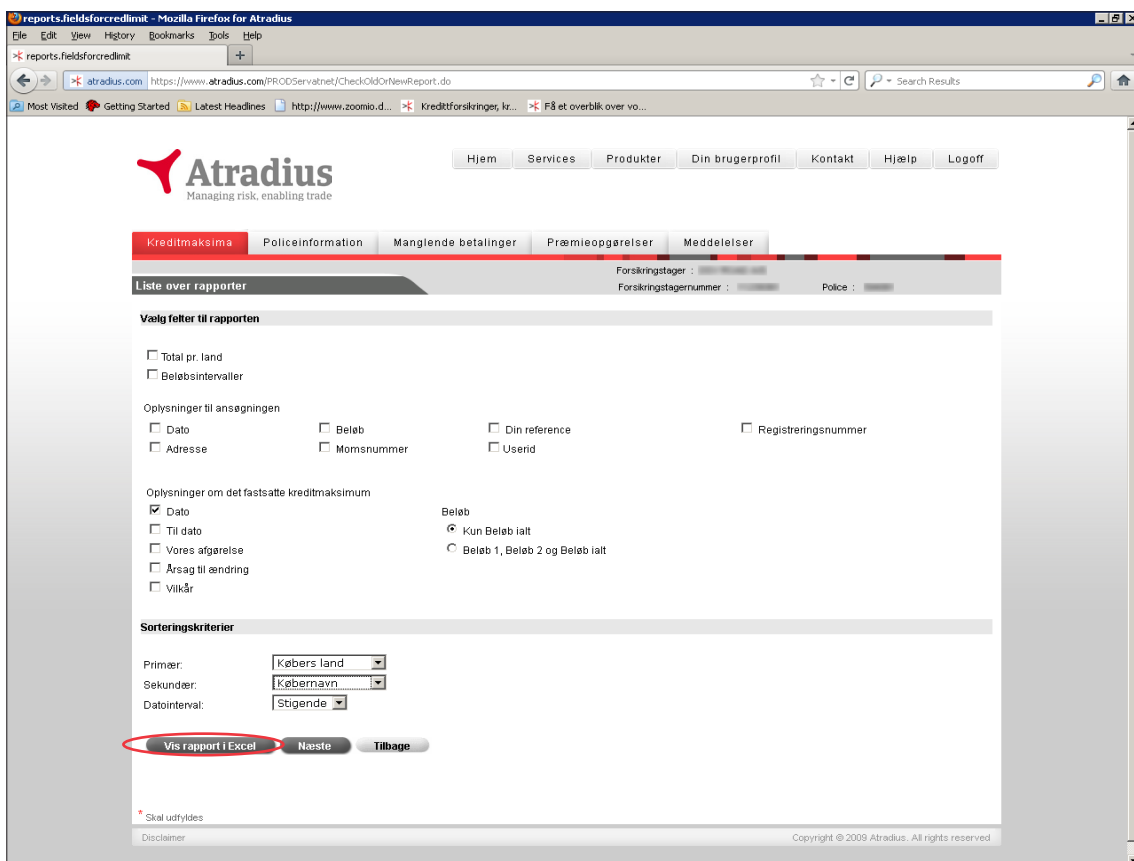 reports.fieldsforcredlimit - Mozilla Firefox for Atradius
File Edit View History Bookmarks Tools Help
reports.fieldsforcredlimit +
atradius.com https://www.atradius.com/PRODServatnet/CheckOldOrNewReport.do Search Results
Most Visited Getting Started Latest Headlines http://www.zoomio.d... Kredittforsikringer, kr... Få et overblik over vo...
Atradius
Managing risk, enabling trade
Hjem Services Produkter Din brugerprofil Kontakt Hjælp Logoff
Kreditmaksima Policeinformation Manglende betalinger Præmieopgørelser Meddelelser
Forsikringstager :
Liste over rapporter Forsikringstagernummer : Police :
Vælg felter til rapporten
Total pr. land
Beløbsintervaller
Oplysninger til ansøgningen
Dato Beløb Din reference Registreringsnummer
Adresse Momsnummer Userid
Oplysninger om det fastsatte kreditmaksimum
Dato Beløb
Til dato Kun Beløb ialt
Vores afgørelse Beløb 1, Beløb 2 og Beløb ialt
Årsag til ændring
Vilkår
Sorteringskriterier
Primær: Købers land
Sekundær: Købernavn
Datointerval: Stigende
Vis rapport i Excel Næste Tilbage
* Skal udfyldes
Disclaimer Copyright © 2009 Atradius. All rights reserved